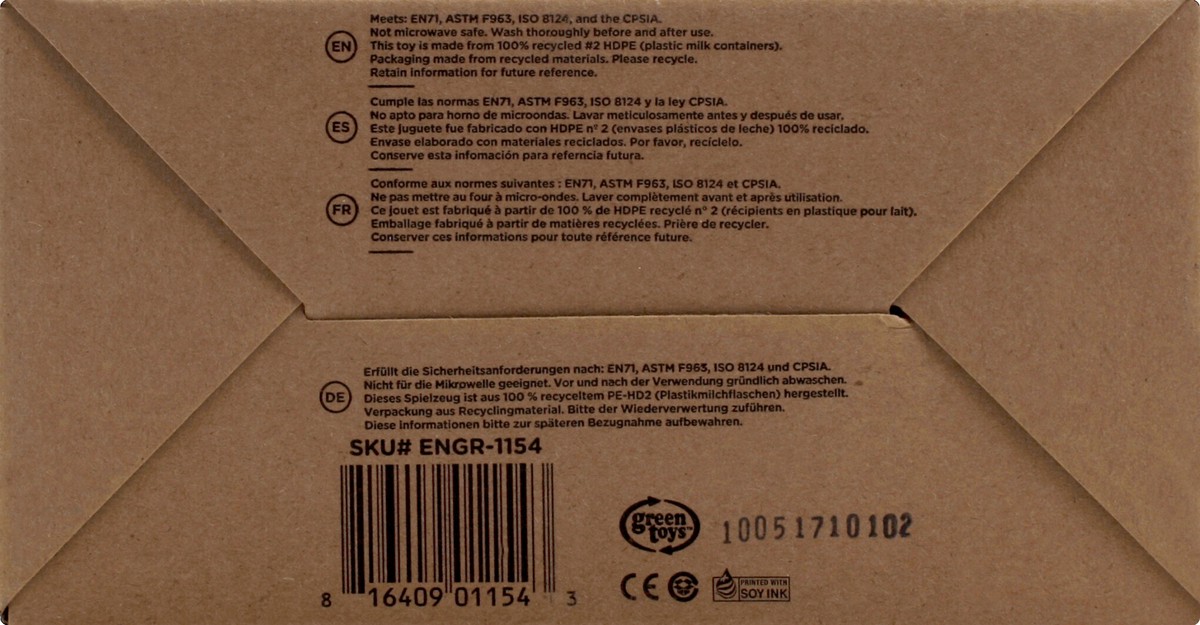 EN
Meets: EN71, ASTM F963, ISO 8124, and the CPSIA.
Not microwave safe. Wash thoroughly before and after use.
This toy is made from 100% recycled #2 HDPE (plastic milk containers).
Packaging made from recycled materials. Please recycle.
Retain information for future reference.
ES
Cumple las normas EN71, ASTM F963, ISO 8124 y la ley CPSIA.
No apto para horno de microondas. Lavar meticulosamente antes y después de usar.
Este juguete fue fabricado con HDPE nº 2 (envases plásticos de leche) 100% reciclado.
Envase elaborado con materiales reciclados. Por favor, recíclelo.
Conserve esta infomación para referncia futura.
FR
Conforme aux normes suivantes : EN71, ASTM F963, ISO 8124 et CPSIA.
Ne pas mettre au four à micro-ondes. Laver complètement avant et après utilisation.
Ce jouet est fabriqué à partir de 100 % de HDPE recyclé nº 2 (récipients en plastique pour lait).
Emballage fabriqué à partir de matières recyclées. Prière de recycler.
Conserver ces informations pour toute référence future.
DE
Erfüllt die Sicherheitsanforderungen nach: EN71, ASTM F963, ISO 8124 und CPSIA.
Nicht für die Mikrowelle geeignet. Vor und nach der Verwendung gründlich abwaschen.
Dieses Spielzeug ist aus 100 % recyceltem PE-HD2 (Plastikmilchflaschen) hergestellt.
Verpackung aus Recyclingmaterial. Bitte der Wiederverwertung zuführen.
Diese Informationen bitte zur späteren Bezugnahme aufbewahren.
SKU# ENGR-1154
8 16409 01154 3
green
toys™
10051710102
CE
PRINTED WITH
SOY INK